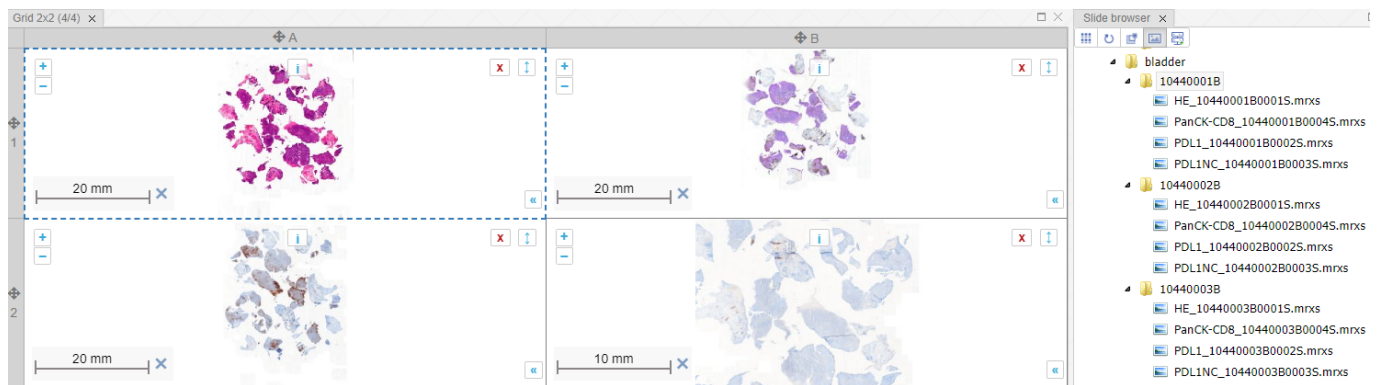 Grid 2x2 (4/4) x
A
B
1
+
−
i
x
20 mm
«
+
−
i
x
20 mm
«
2
+
−
i
x
20 mm
«
+
−
i
x
10 mm
«
Slide browser x
bladder
10440001B
HE_10440001B0001S.mrxs
PanCK-CD8_10440001B0004S.mrxs
PDL1_10440001B0002S.mrxs
PDL1NC_10440001B0003S.mrxs
10440002B
HE_10440002B0001S.mrxs
PanCK-CD8_10440002B0004S.mrxs
PDL1_10440002B0002S.mrxs
PDL1NC_10440002B0003S.mrxs
10440003B
HE_10440003B0001S.mrxs
PanCK-CD8_10440003B0004S.mrxs
PDL1_10440003B0002S.mrxs
PDL1NC_10440003B0003S.mrxs